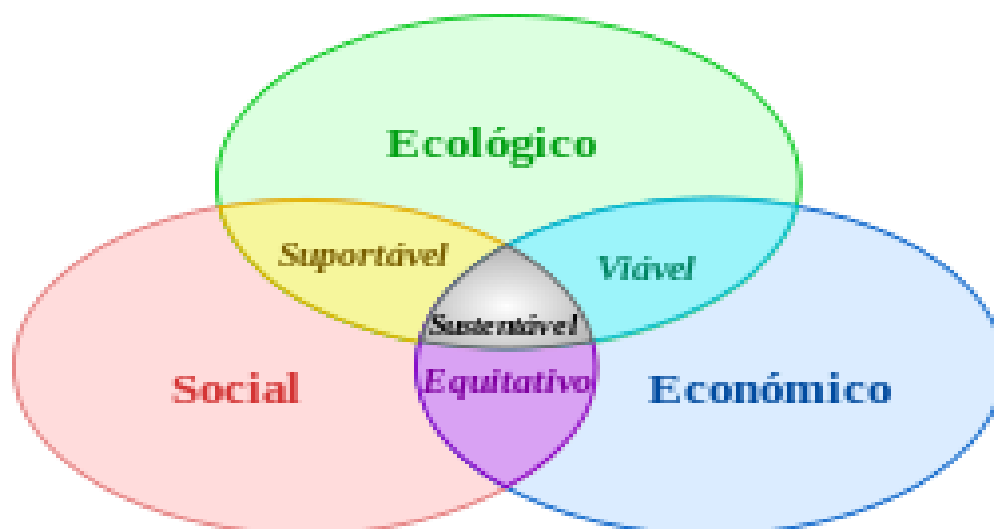 Ecológico
Suportável
Viável
Sustentável
Social
Equitativo
Económico